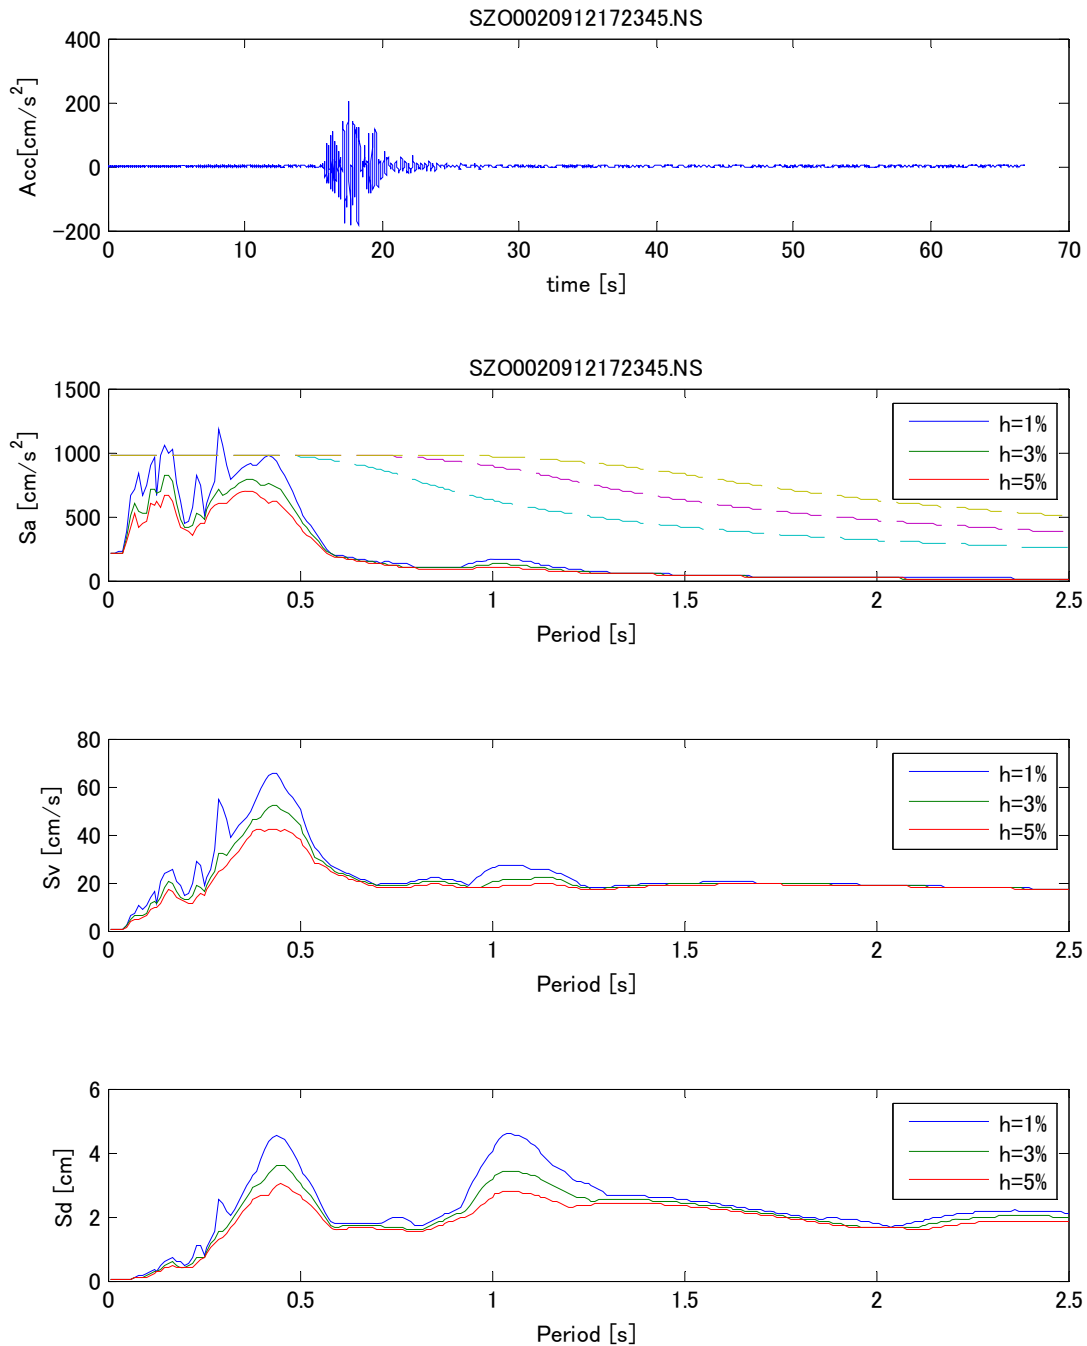 SZO0020912172345.NS
400
200
0
-200
Acc[cm/s²]
0 10 20 30 40 50 60 70
time [s]
SZO0020912172345.NS
1500
1000
500
0
Sa [cm/s²]
h=1%
h=3%
h=5%
0 0.5 1 1.5 2 2.5
Period [s]
80
60
40
20
0
Sv [cm/s]
h=1%
h=3%
h=5%
0 0.5 1 1.5 2 2.5
Period [s]
6
4
2
0
Sd [cm]
h=1%
h=3%
h=5%
0 0.5 1 1.5 2 2.5
Period [s]